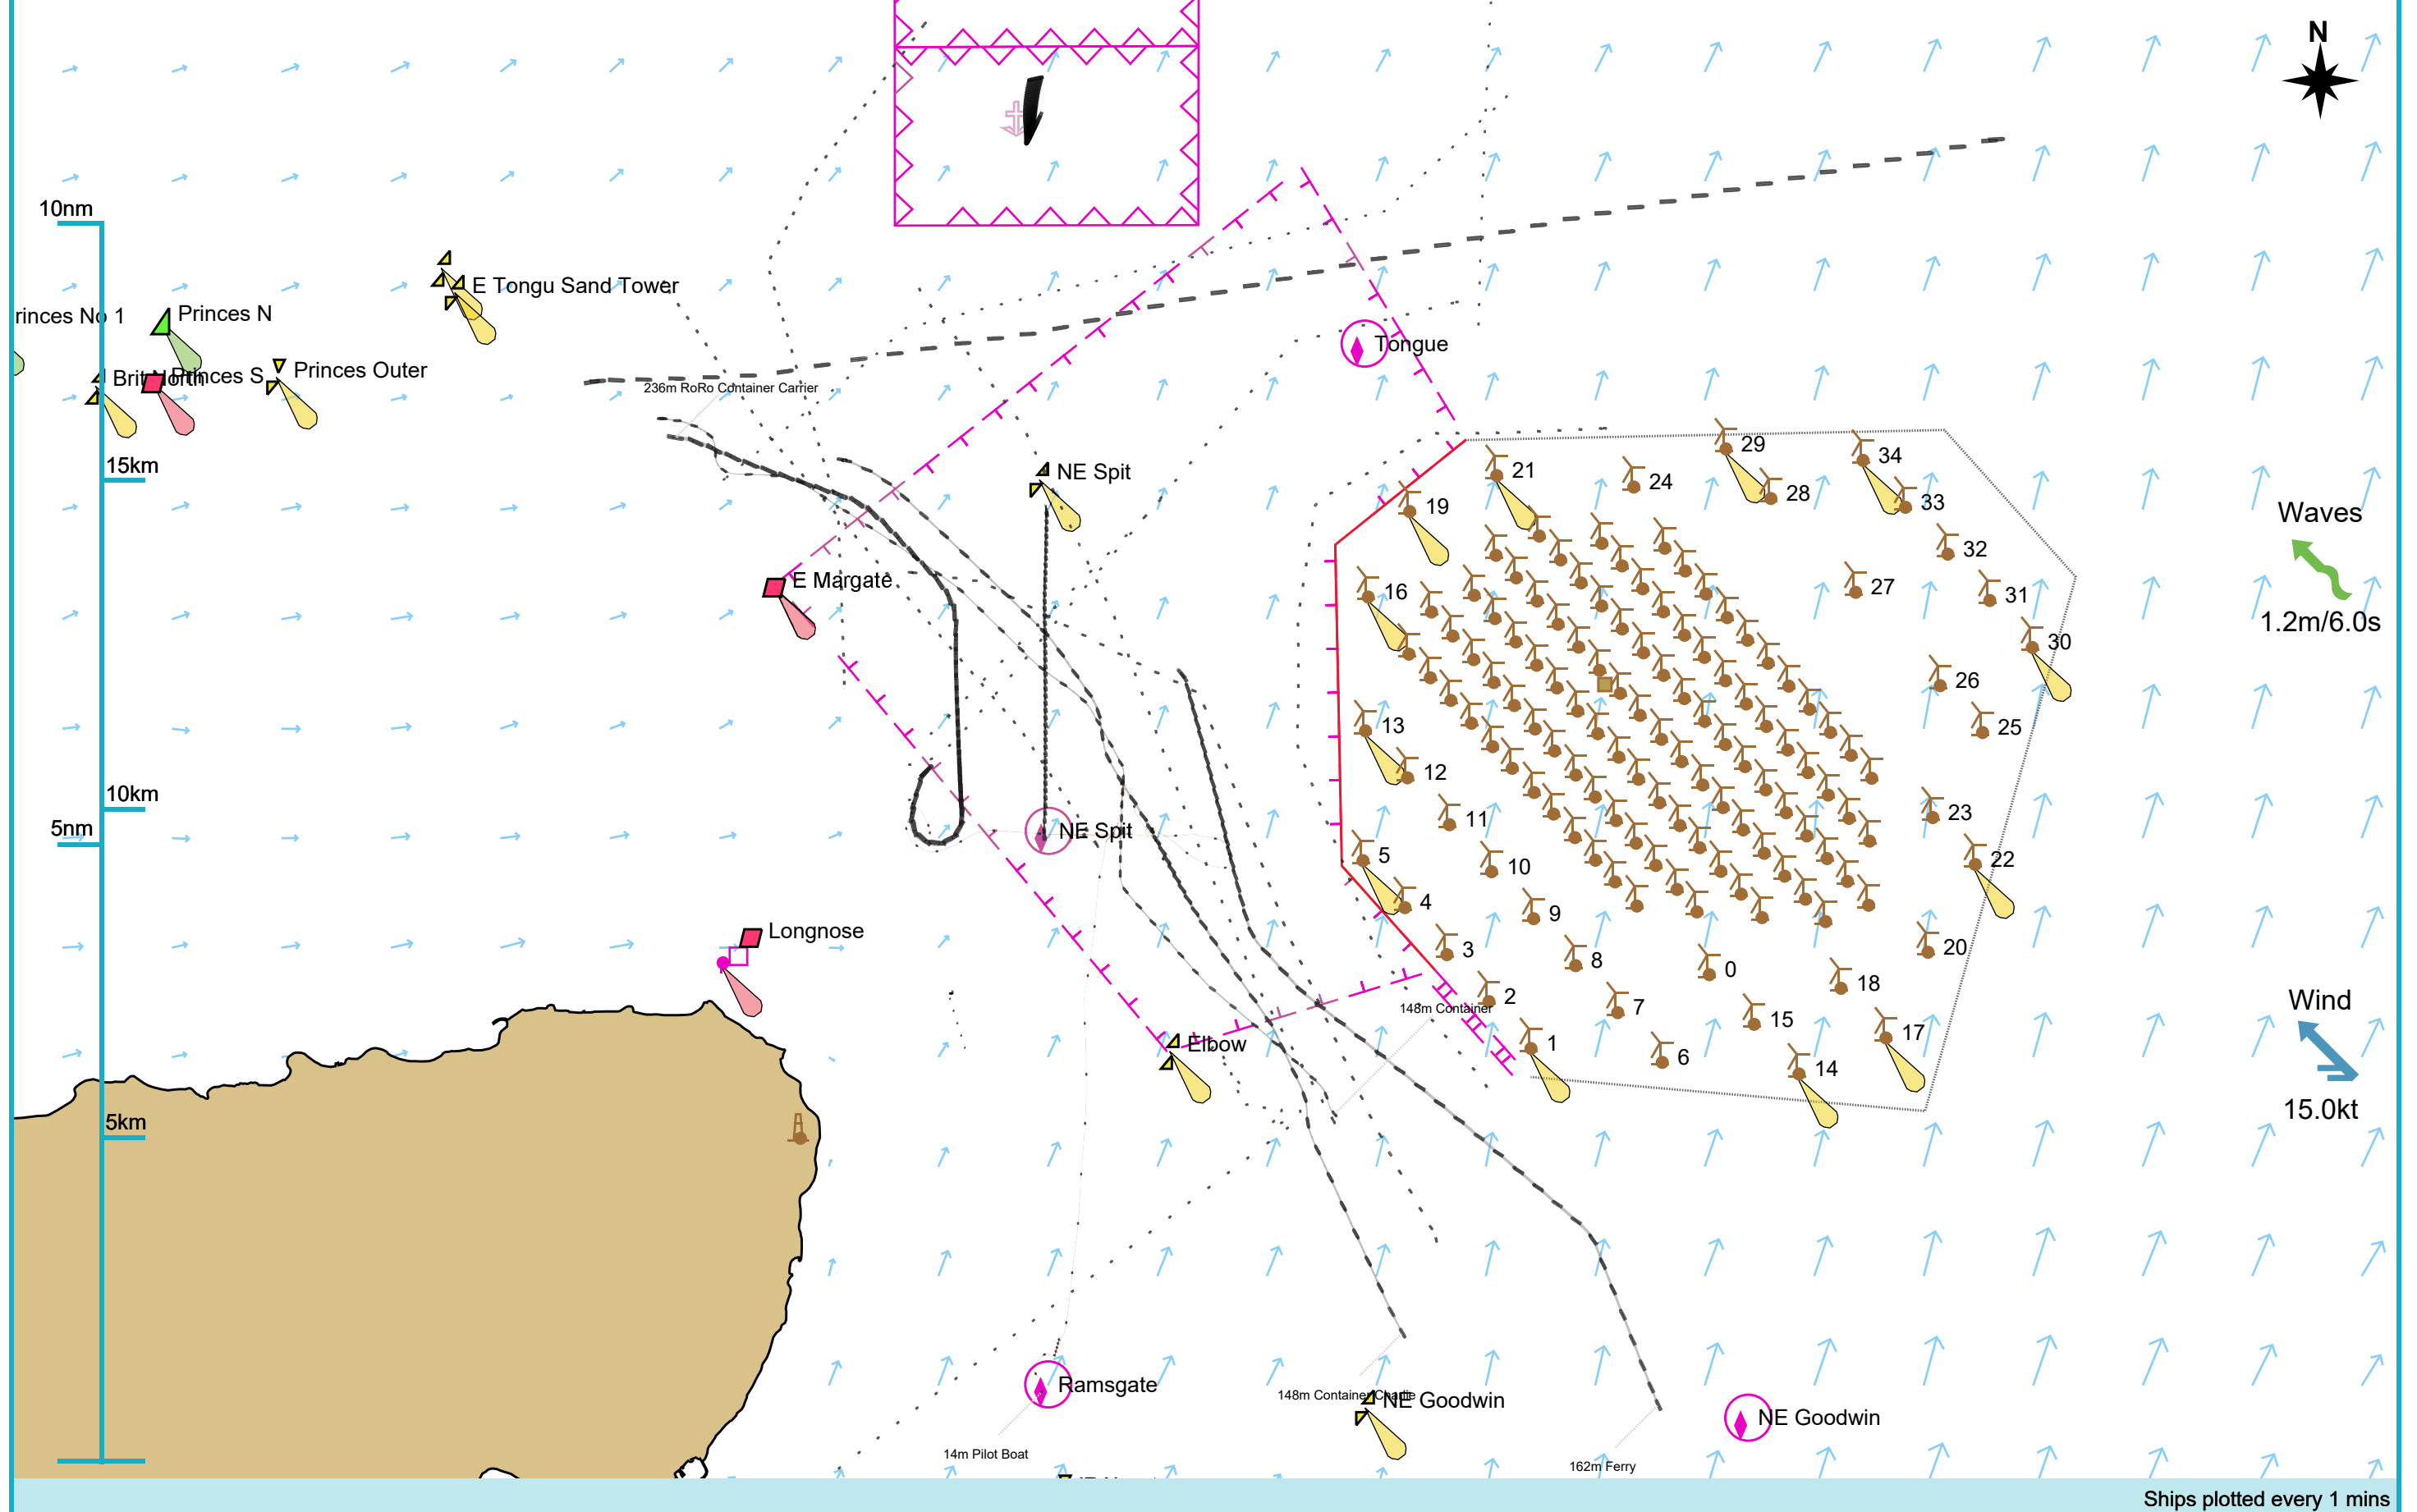 N
10nm
E Tongu Sand Tower
rinces No 1
Princes N
Tongue
Princes S
Princes Outer
236m RoRo Container Carrier
29
34
21
15km
NE Spit
24
28
33
19
Waves
32
E Margate
27
16
31
1.2m/6.0s
30
26
13
25
12
10km
23
11
5nm
NE Spit
5
22
10
4
9
Longnose
3
20
8
0
18
2
Wind
148m Container
7
15
17
Elbow
1
6
14
15.0kt
5km
Ramsgate
NE Goodwin
NE Goodwin
14m Pilot Boat
162m Ferry
Ships plotted every 1 mins